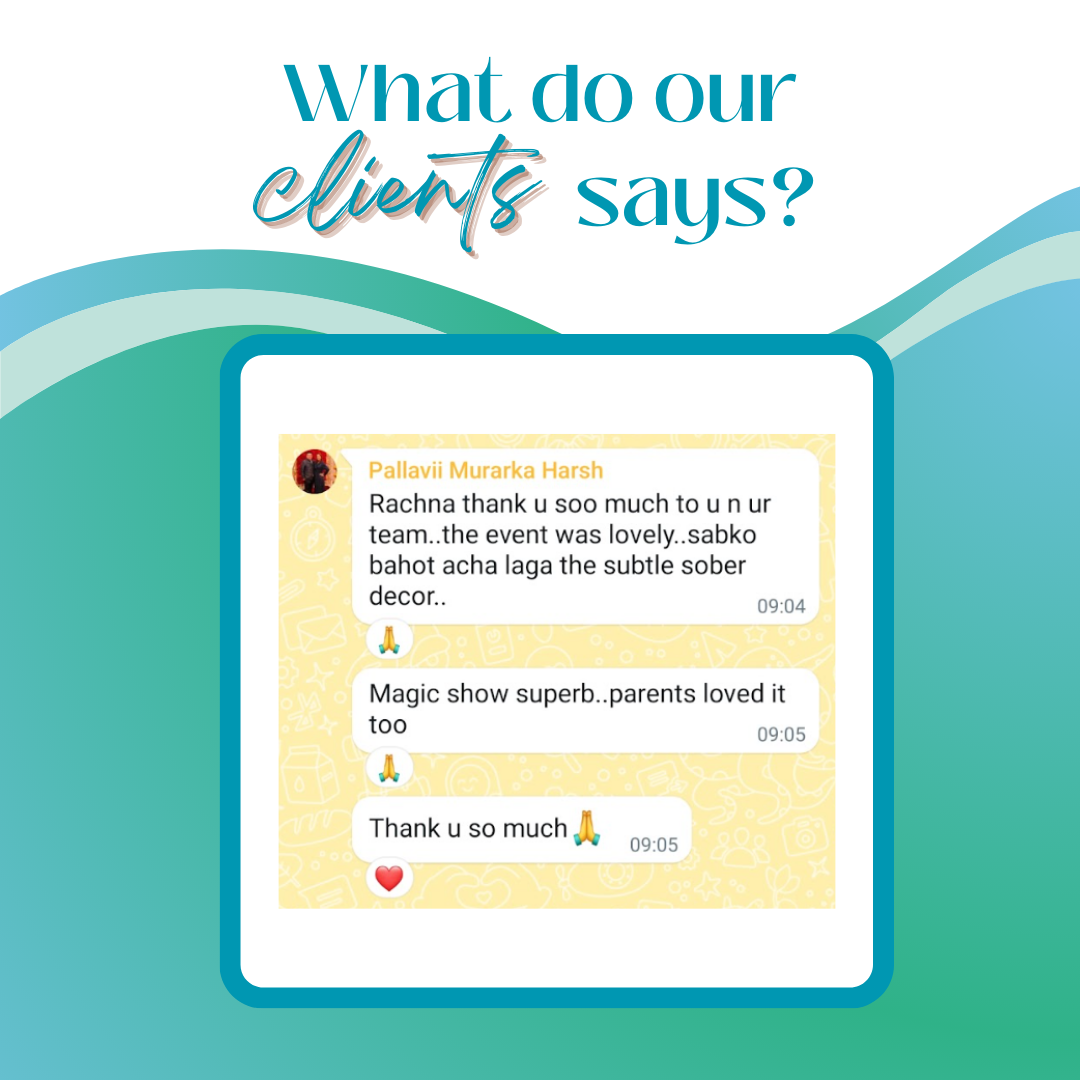 What do our
clients says?
Pallavii Murarka Harsh
Rachna thank u soo much to u n ur
team..the event was lovely..sabko
bahot acha laga the subtle sober
decor..
09:04
🙏
Magic show superb..parents loved it
too
09:05
🙏
Thank u so much🙏
09:05
❤️